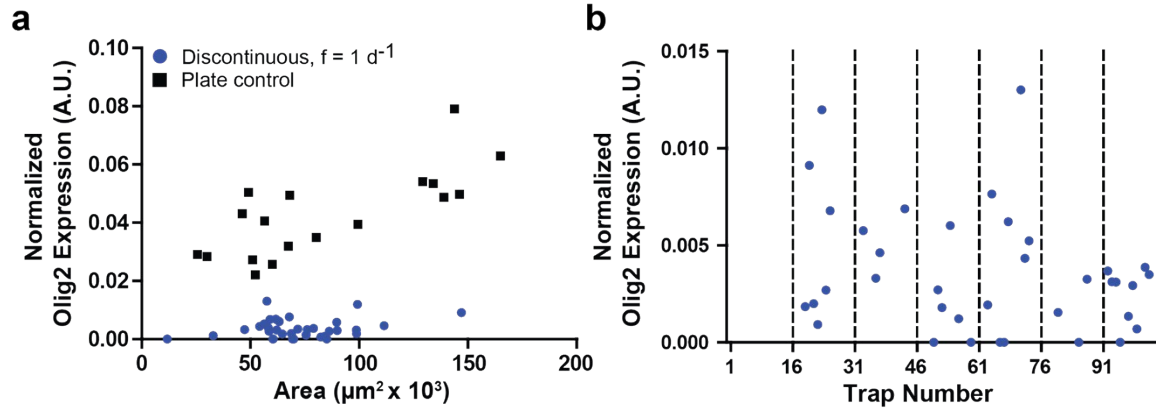 a
Normalized
Olig2 Expression (A.U.)
0.10
0.08
0.06
0.04
0.02
0.00
Discontinuous, f = 1 d⁻¹
Plate control
0
50
100
150
200
Area (µm² x 10³)
b
Normalized
Olig2 Expression (A.U.)
0.015
0.010
0.005
0.000
1
16
31
46
61
76
91
Trap Number